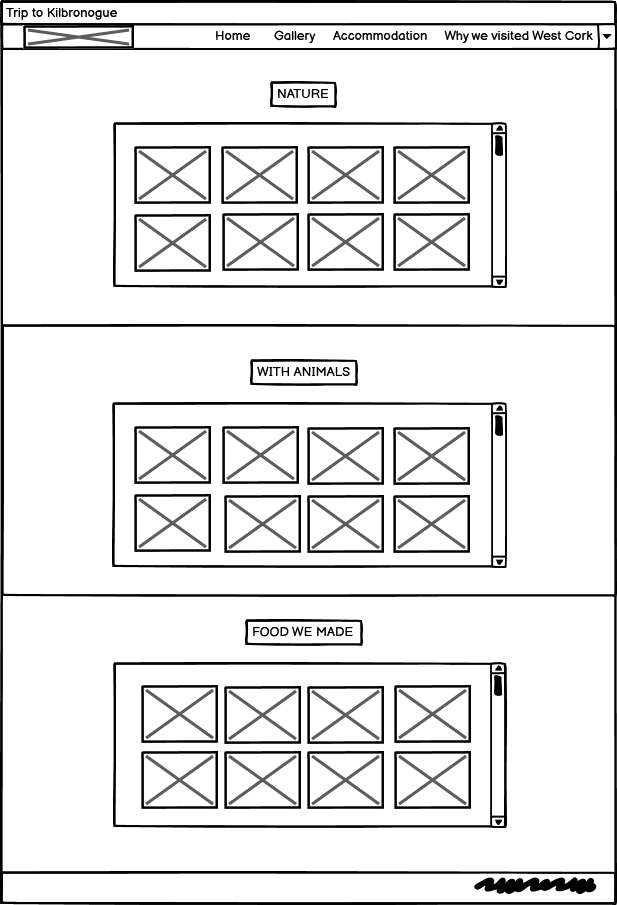 Trip to Kilbronogue
Home Gallery Accommodation Why we visited West Cork
NATURE
WITH ANIMALS
FOOD WE MADE